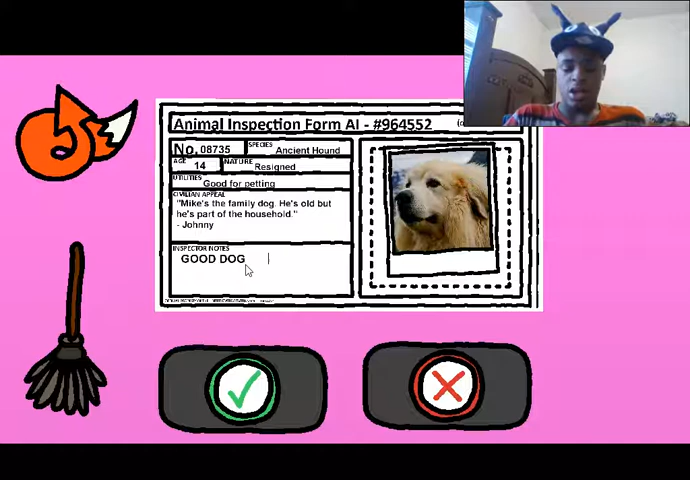 Animal Inspection Form AI - #964552
No. 08735
SPECIES
Ancient Hound
AGE
14
NATURE
Resigned
UTILITIES
Good for petting
CIVILIAN APPEAL
"Mike's the family dog. He's old but
he's part of the household."
- Johnny
INSPECTOR NOTES
GOOD DOG